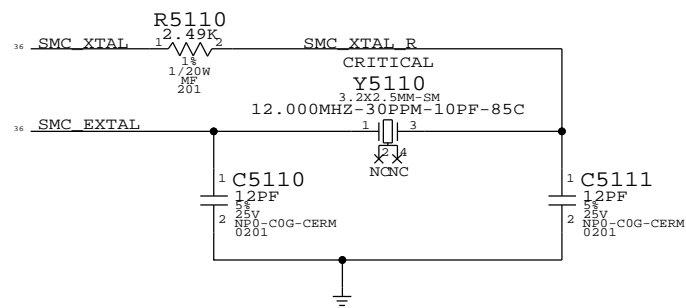 R5110
2.49K
36 SMC_XTAL 1 2 SMC_XTAL_R
1%
1/20W
MF
201
CRITICAL
Y5110
3.2X2.5MM-SM
12.000MHZ-30PPM-10PF-85C
36 SMC_EXTAL 1 3
2 4
NC NC
1 C5110
12PF
5%
25V
2 NP0-C0G-CERM
0201
1 C5111
12PF
5%
25V
2 NP0-C0G-CERM
0201